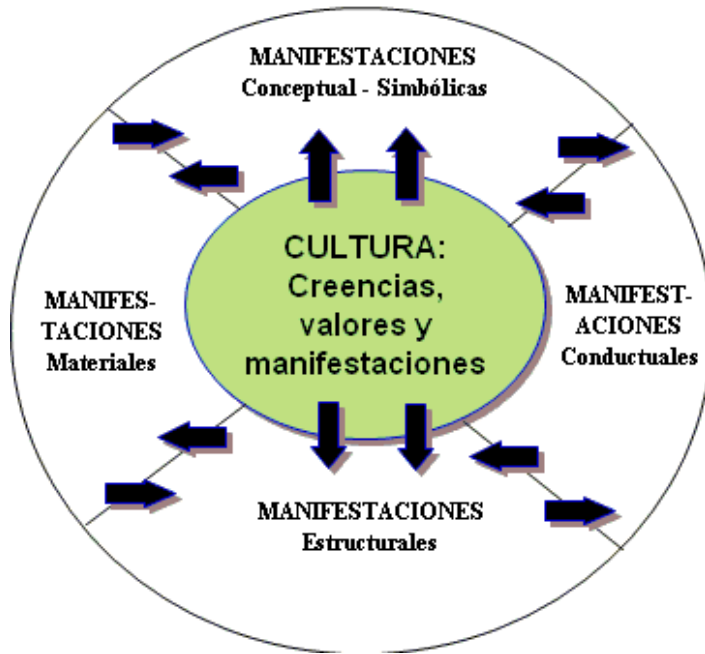 MANIFESTACIONES
Conceptual - Simbólicas
CULTURA:
Creencias,
valores y
manifestaciones
MANIFES-
TACIONES
Materiales
MANIFEST-
ACIONES
Conductuales
MANIFESTACIONES
Estructurales